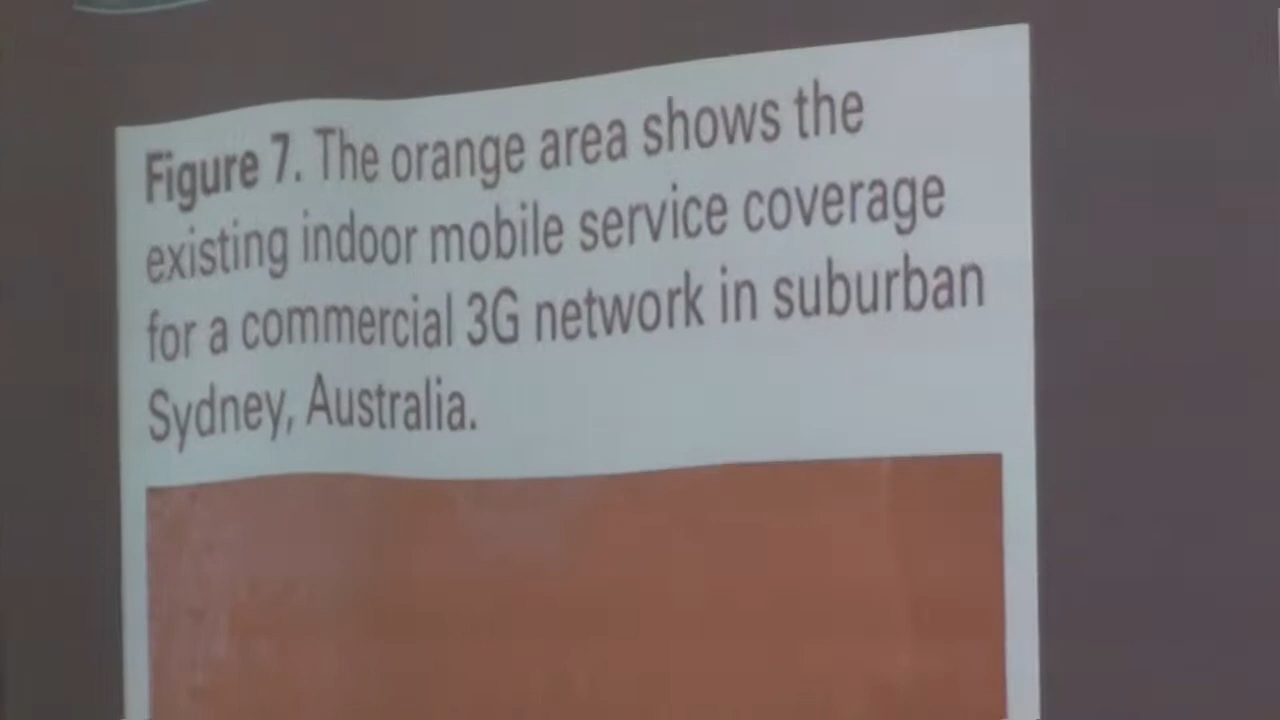 Figure 7. The orange area shows the
existing indoor mobile service coverage
for a commercial 3G network in suburban
Sydney, Australia.